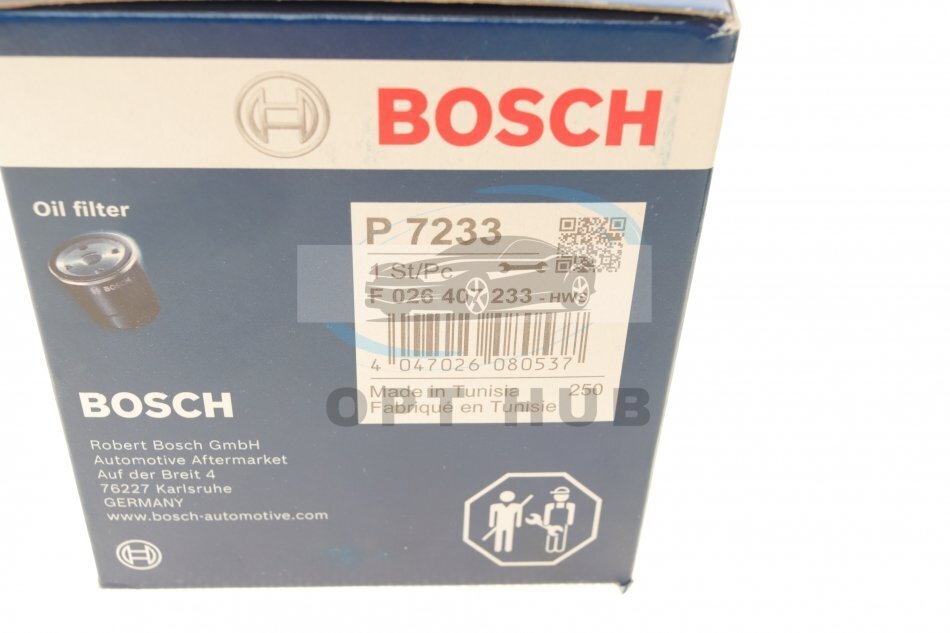 BOSCH
Oil filter
BOSCH
P 7233
1 St/Pc
F 026 407 233 - HWS
4 047026 080537
Made in Tunisia 250
Fabriqué en Tunisie
OPT HUB
BOSCH
Robert Bosch GmbH
Automotive Aftermarket
Auf der Breit 4
76227 Karlsruhe
GERMANY
www.bosch-automotive.com